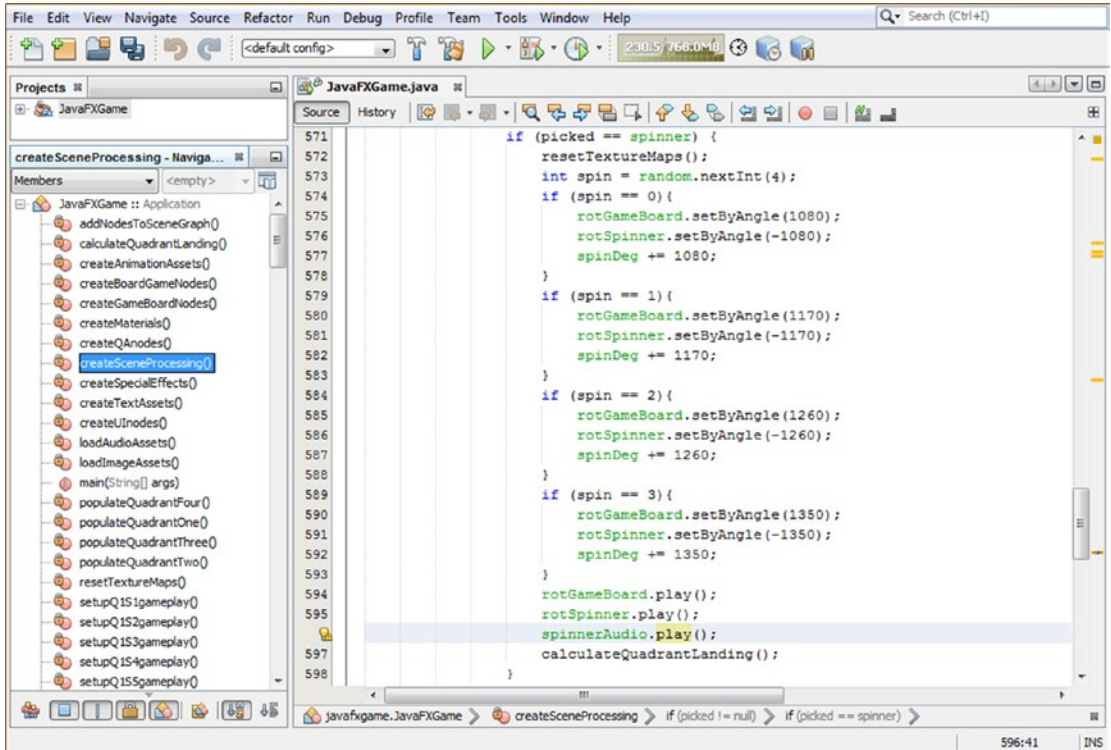 File Edit View Navigate Source Refactor Run Debug Profile Team Tools Window Help Search (Ctrl+I)
<default config> 230.5/768.0MB
Projects
JavaFXGame
createSceneProcessing - Naviga...
Members <empty>
JavaFXGame :: Application
addNodesToSceneGraph()
calculateQuadrantLanding()
createAnimationAssets()
createBoardGameNodes()
createGameBoardNodes()
createMaterials()
createQAnodes()
createSceneProcessing()
createSpecialEffects()
createTextAssets()
createUInodes()
loadAudioAssets()
loadImageAssets()
main(String[] args)
populateQuadrantFour()
populateQuadrantOne()
populateQuadrantThree()
populateQuadrantTwo()
resetTextureMaps()
setupQ1S1gameplay()
setupQ1S2gameplay()
setupQ1S3gameplay()
setupQ1S4gameplay()
setupQ1S5gameplay()
JavaFXGame.java
Source History
571 if (picked == spinner) {
572 resetTextureMaps();
573 int spin = random.nextInt(4);
574 if (spin == 0){
575 rotGameBoard.setByAngle(1080);
576 rotSpinner.setByAngle(-1080);
577 spinDeg += 1080;
578 }
579 if (spin == 1){
580 rotGameBoard.setByAngle(1170);
581 rotSpinner.setByAngle(-1170);
582 spinDeg += 1170;
583 }
584 if (spin == 2){
585 rotGameBoard.setByAngle(1260);
586 rotSpinner.setByAngle(-1260);
587 spinDeg += 1260;
588 }
589 if (spin == 3){
590 rotGameBoard.setByAngle(1350);
591 rotSpinner.setByAngle(-1350);
592 spinDeg += 1350;
593 }
594 rotGameBoard.play();
595 rotSpinner.play();
spinnerAudio.play();
597 calculateQuadrantLanding();
598 }
javafxgame.JavaFXGame createSceneProcessing if (picked != null) if (picked == spinner)
596:41 INS